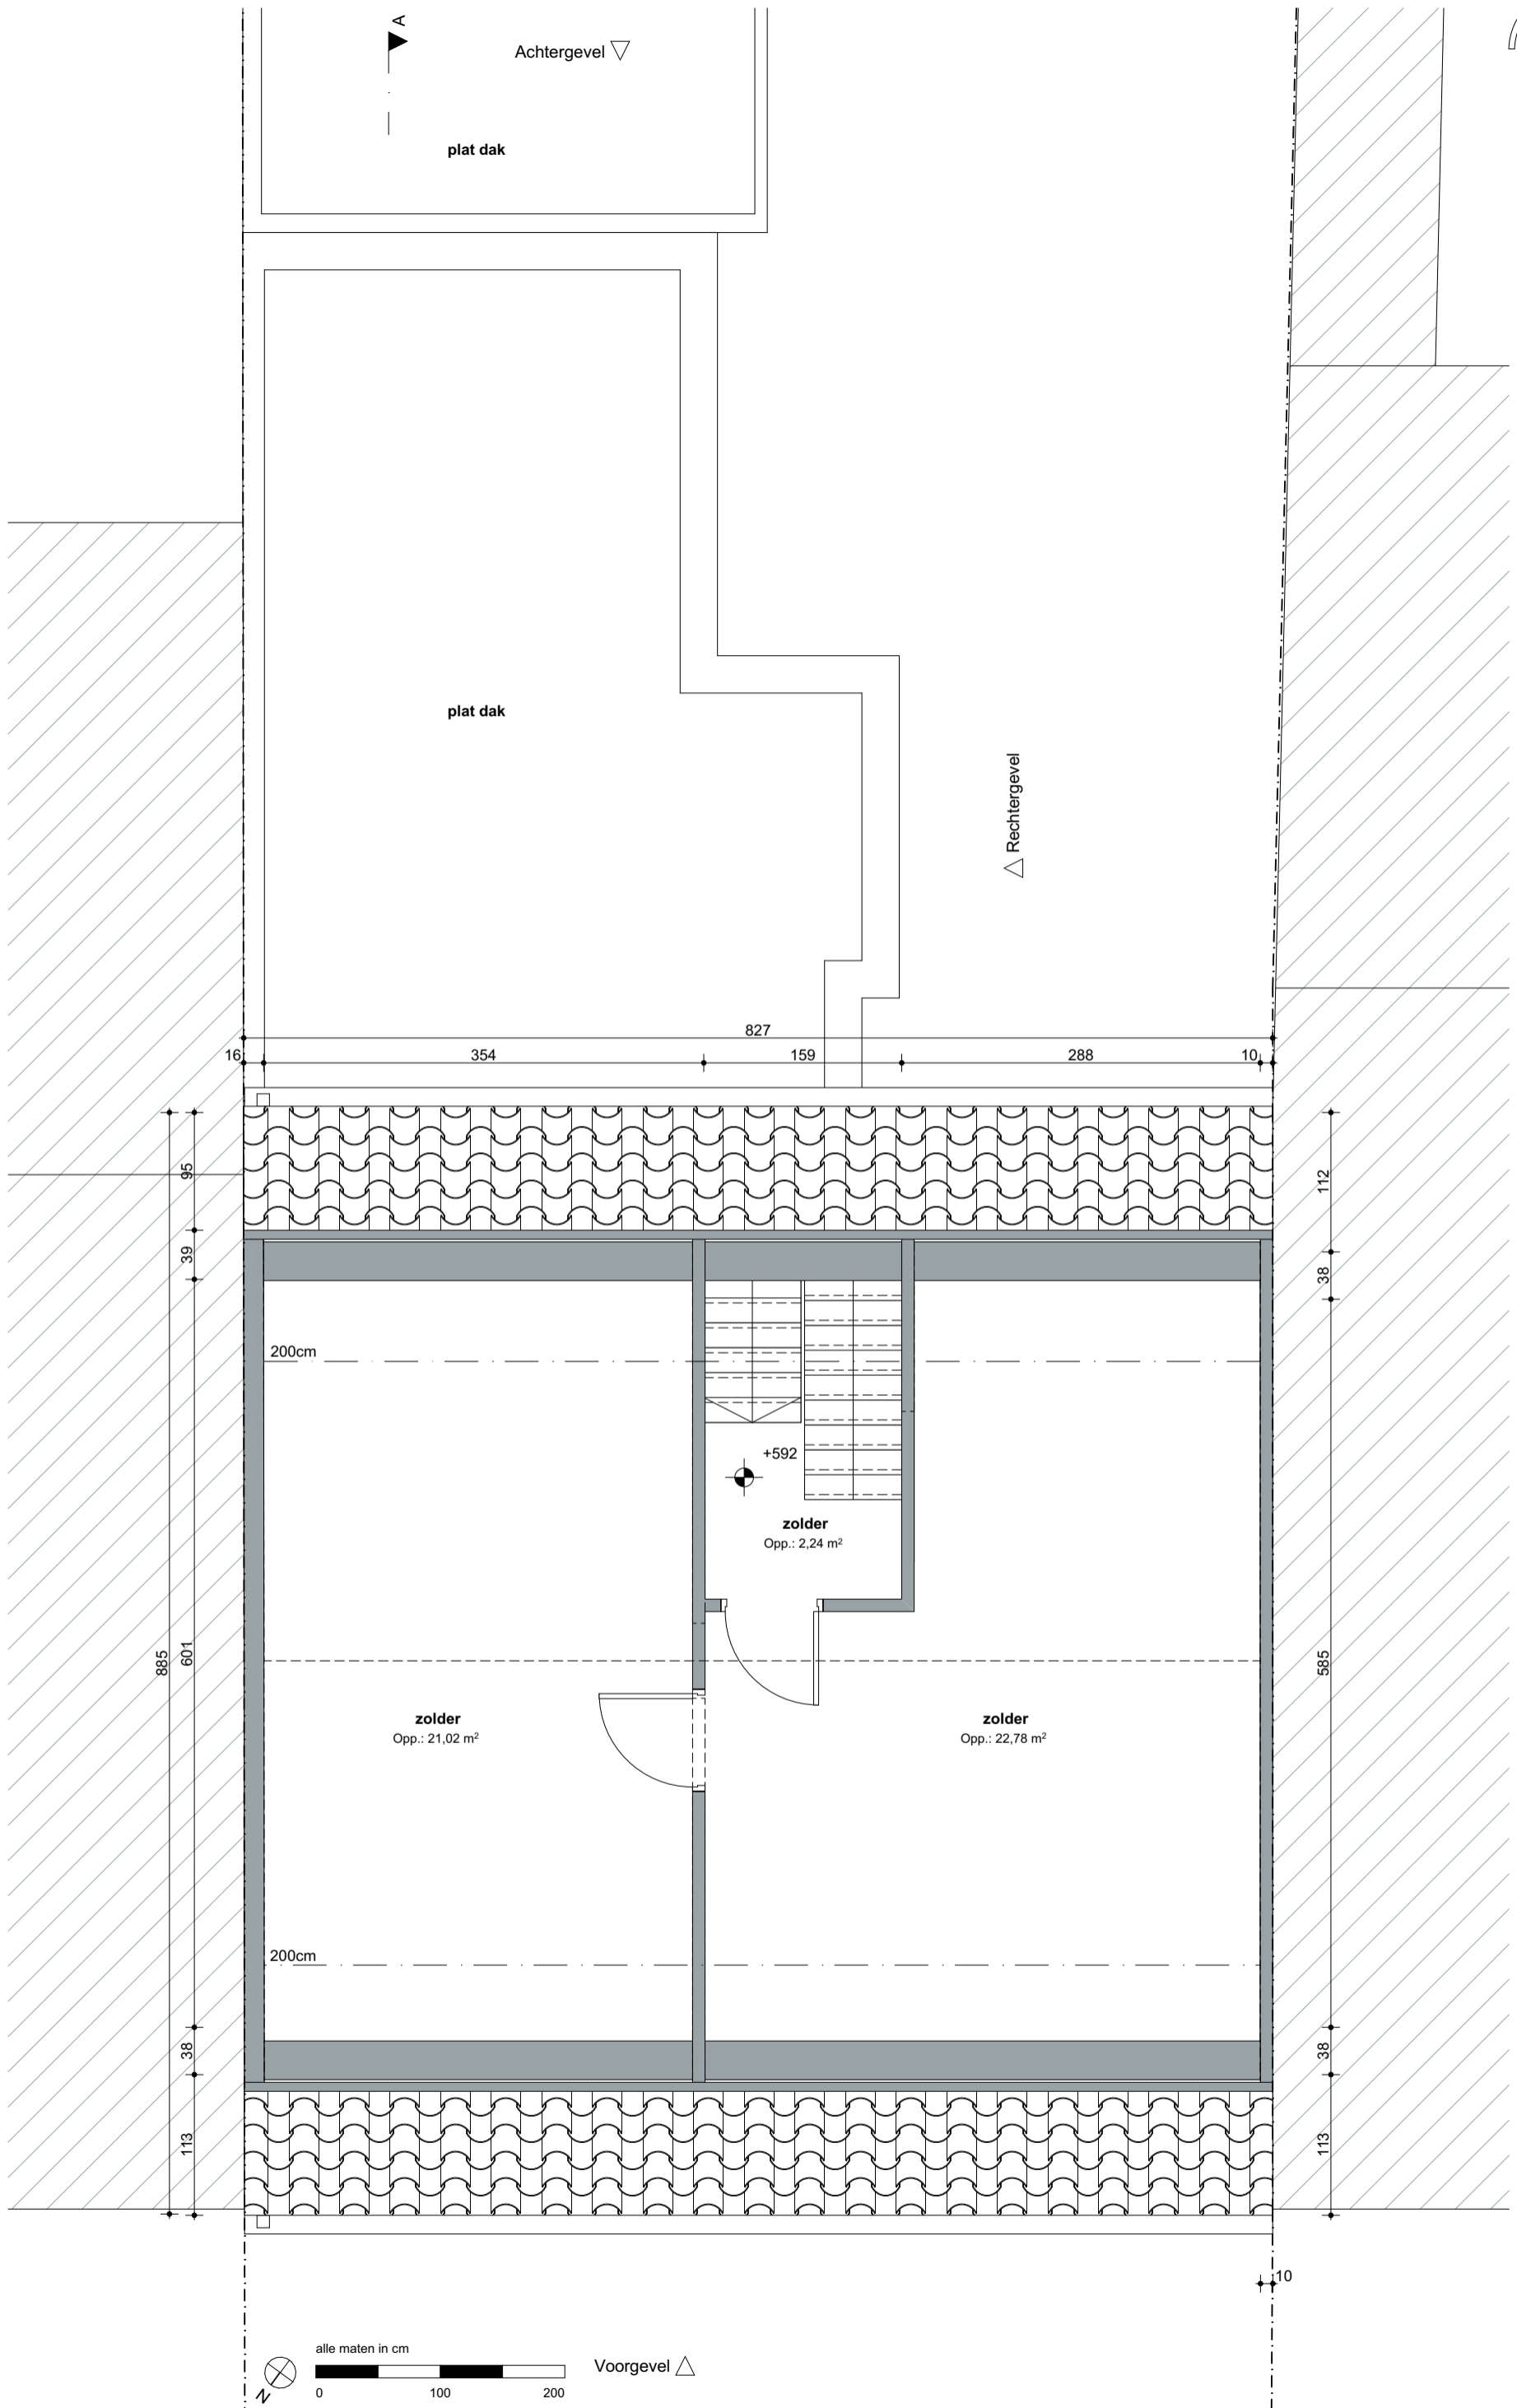 A
Achtergevel
plat dak
plat dak
Rechtergevel
827
16
354
159
288
10
95
112
39
38
200cm
+592
zolder
Opp.: 2,24 m²
885
601
585
zolder
Opp.: 21,02 m²
zolder
Opp.: 22,78 m²
200cm
38
38
113
113
10
alle maten in cm
Voorgevel
N
0
100
200